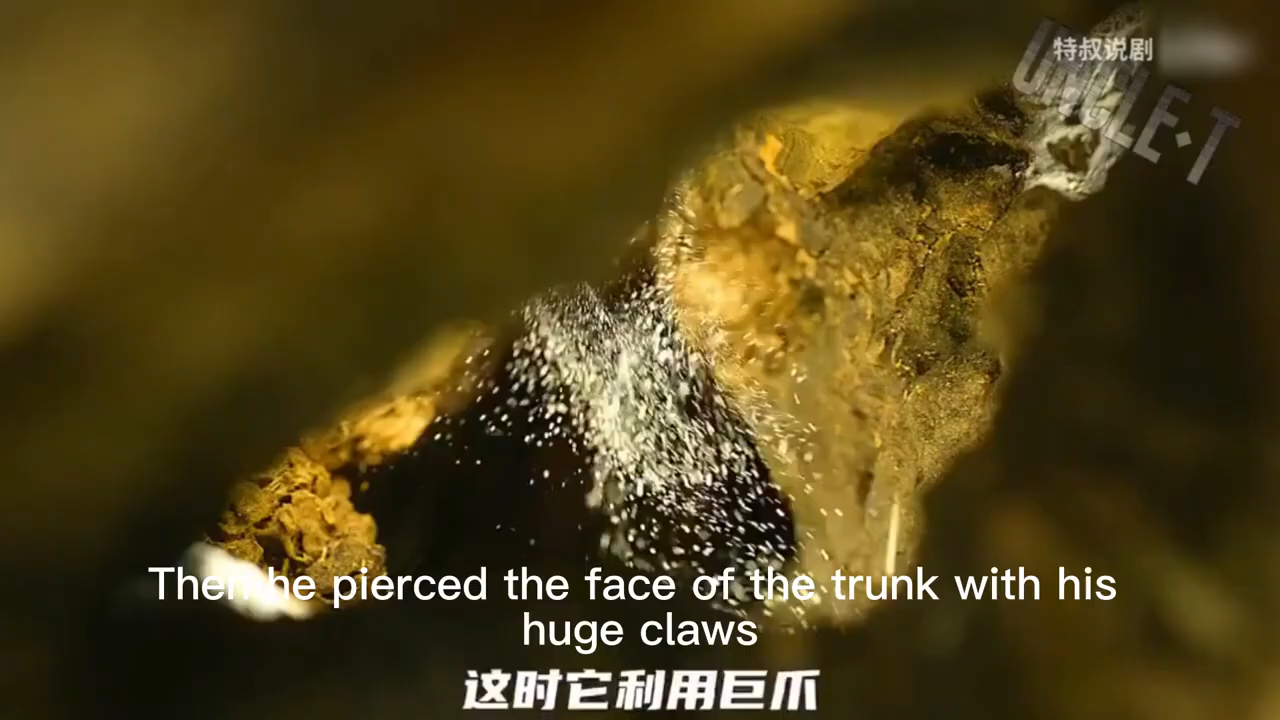 特叔说剧
UNCLE·T
Then he pierced the face of the trunk with his
huge claws
这时它利用巨爪